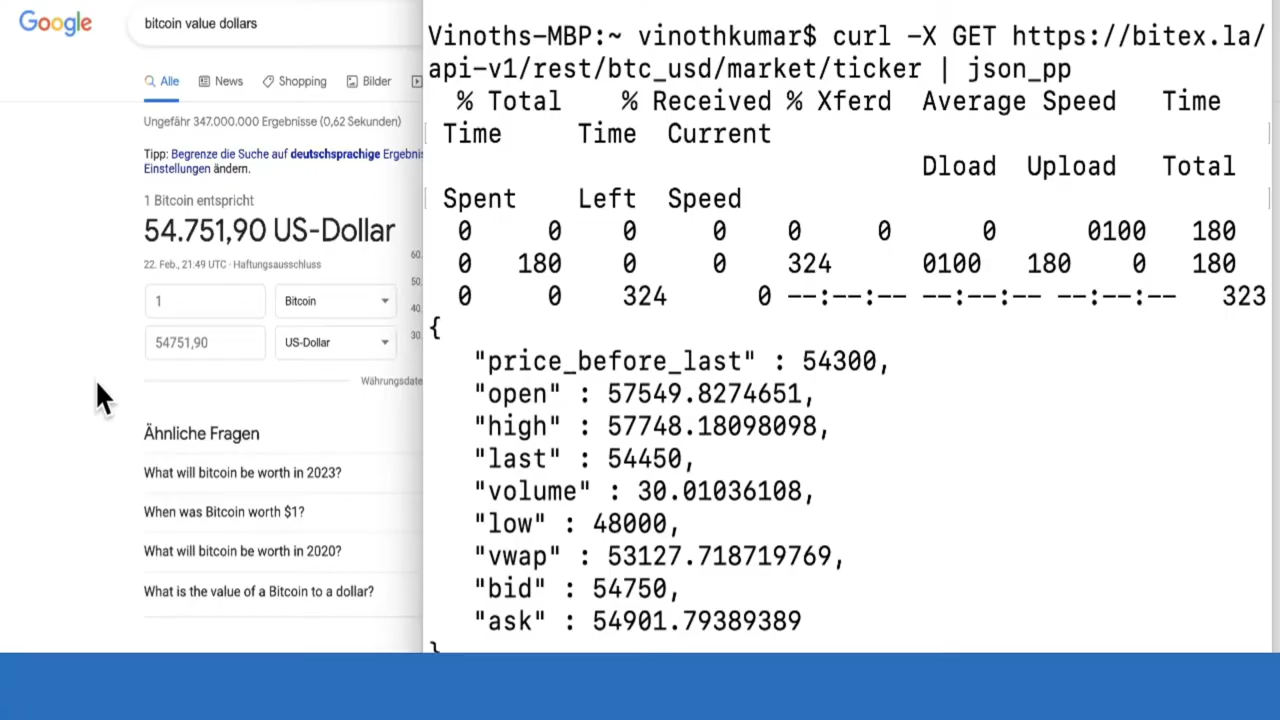 Google
bitcoin value dollars
Alle News Shopping Bilder
Ungefähr 347.000.000 Ergebnisse (0,62 Sekunden)
Tipp: Begrenze die Suche auf deutschsprachige Ergebnis
Einstellungen ändern.
1 Bitcoin entspricht
54.751,90 US-Dollar
22. Feb., 21:49 UTC · Haftungsausschluss
1 Bitcoin
54751,90 US-Dollar
60.
50.
40.
30.
Währungsdate
Ähnliche Fragen
What will bitcoin be worth in 2023?
When was Bitcoin worth $1?
What will bitcoin be worth in 2020?
What is the value of a Bitcoin to a dollar?
Vinoths-MBP:~ vinothkumar$ curl -X GET https://bitex.la/
api-v1/rest/btc_usd/market/ticker | json_pp
% Total % Received % Xferd Average Speed Time
Time Time Current
Dload Upload Total
Spent Left Speed
0 0 0 0 0 0 0 0100 180
0 180 0 0 324 0100 180 0 180
0 0 324 0 --:--:-- --:--:-- --:--:-- 323
{
"price_before_last" : 54300,
"open" : 57549.8274651,
"high" : 57748.18098098,
"last" : 54450,
"volume" : 30.01036108,
"low" : 48000,
"vwap" : 53127.718719769,
"bid" : 54750,
"ask" : 54901.79389389
}